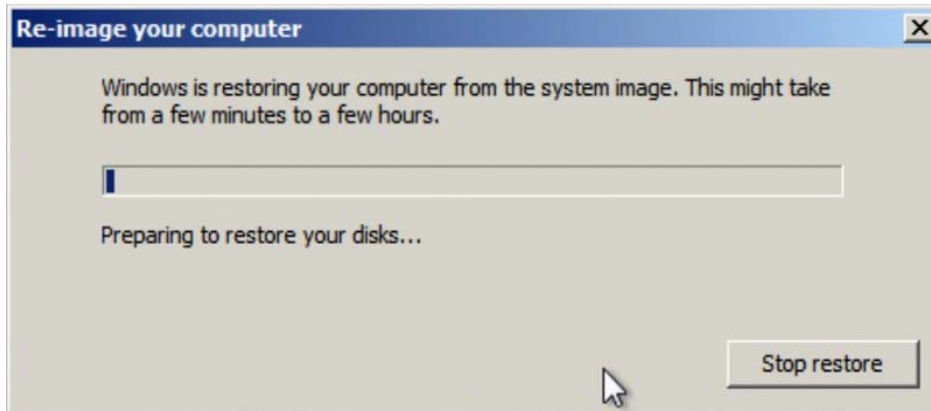 Re-image your computer
Windows is restoring your computer from the system image. This might take
from a few minutes to a few hours.
Preparing to restore your disks...
Stop restore